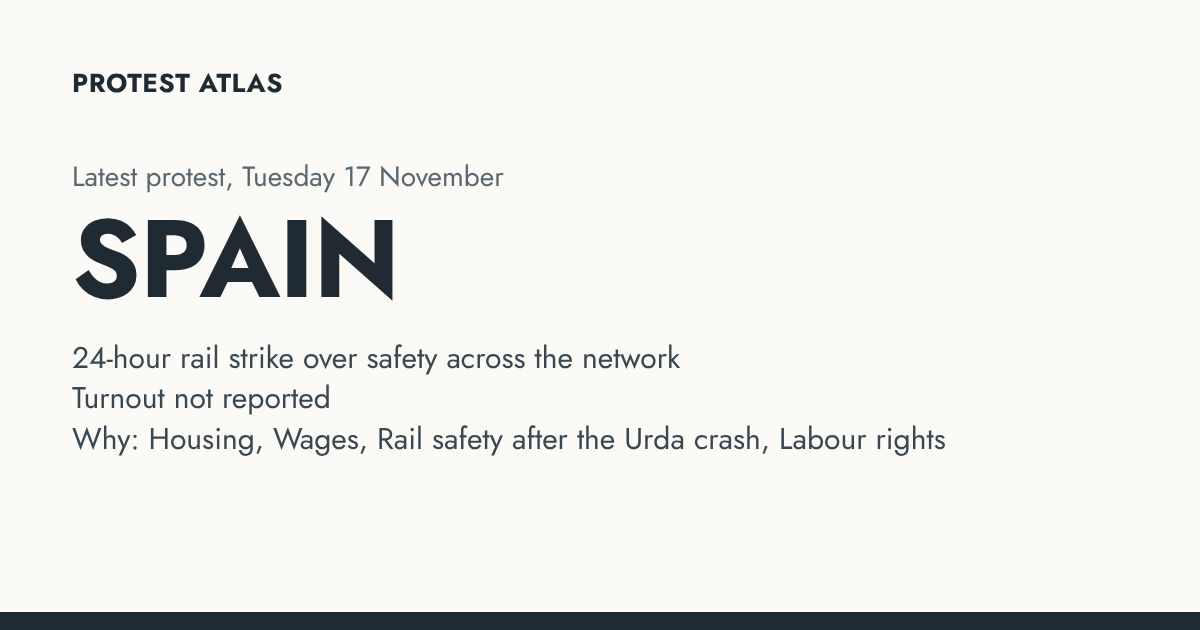 PROTEST ATLAS
Latest protest, Tuesday 17 November
SPAIN
24-hour rail strike over safety across the network
Turnout not reported
Why: Housing, Wages, Rail safety after the Urda crash, Labour rights